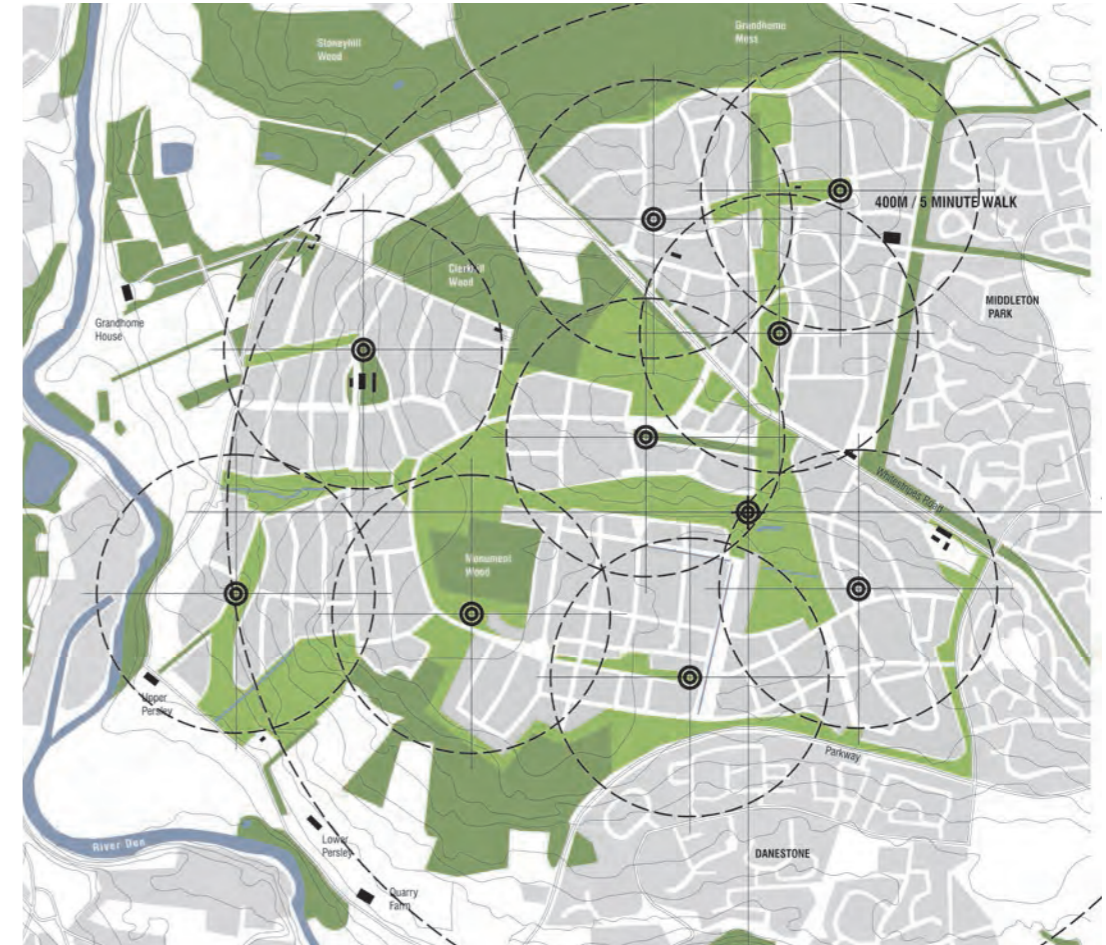 Grandhome
Moss
Stoneyhill
Wood
400M / 5 MINUTE WALK
Clerkhill
Wood
MIDDLETON
PARK
Grandhome
House
Whitestripes Road
Monument
Wood
Upper
Persley
Parkway
Lower
Persley
River Don
DANESTONE
Quarry
Farm